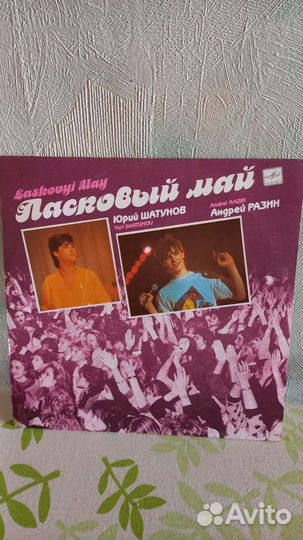 Laskovyi May
Ласковый май
Юрий ШАТУНОВ
Yuri SHATUNOV
Andrei RAZIN
Андрей РАЗИН
Avito